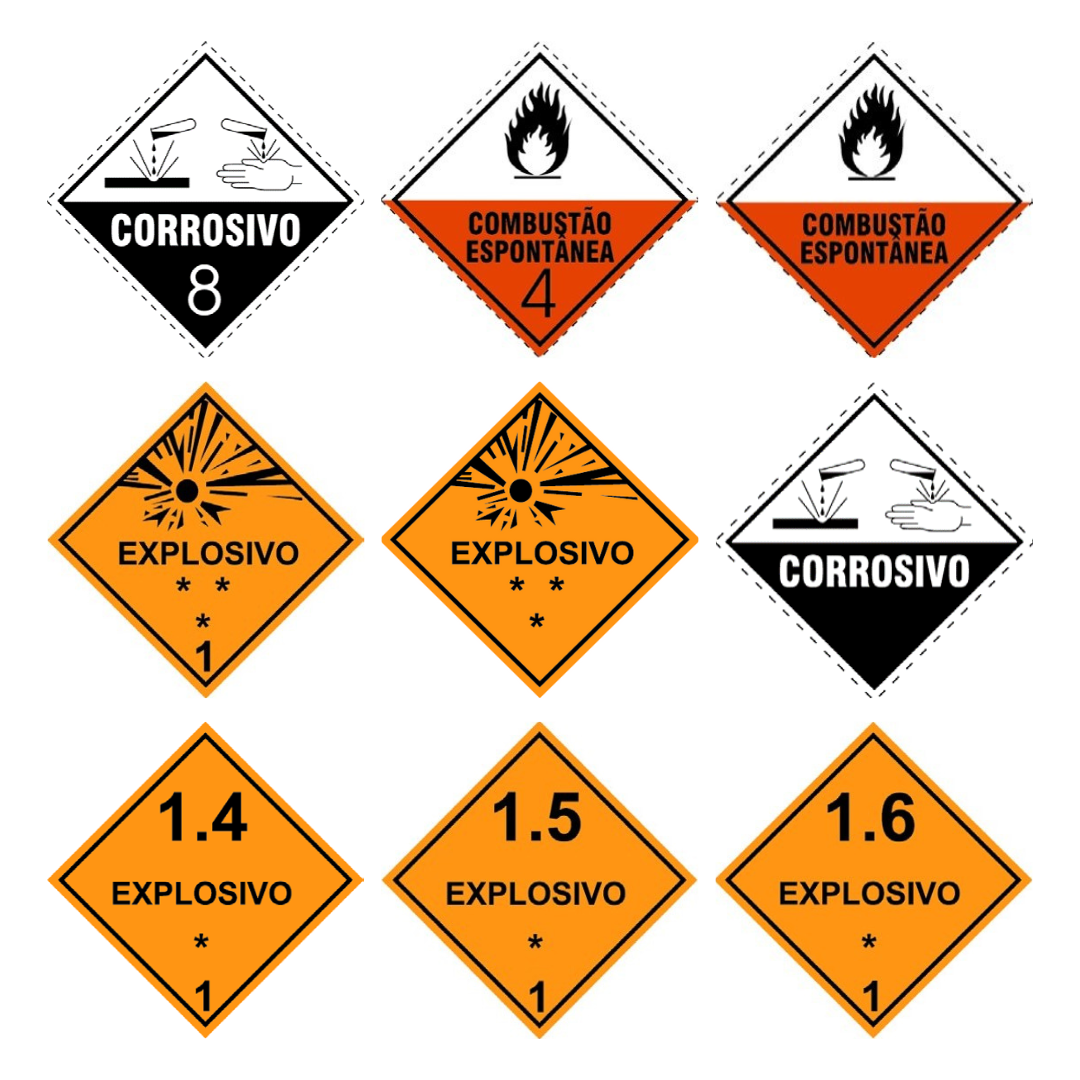 CORROSIVO
8
COMBUSTÃO
ESPONTÂNEA
4
COMBUSTÃO
ESPONTÂNEA
EXPLOSIVO
* *
*
1
EXPLOSIVO
* *
*
CORROSIVO
1.4
EXPLOSIVO
*
1
1.5
EXPLOSIVO
*
1
1.6
EXPLOSIVO
*
1